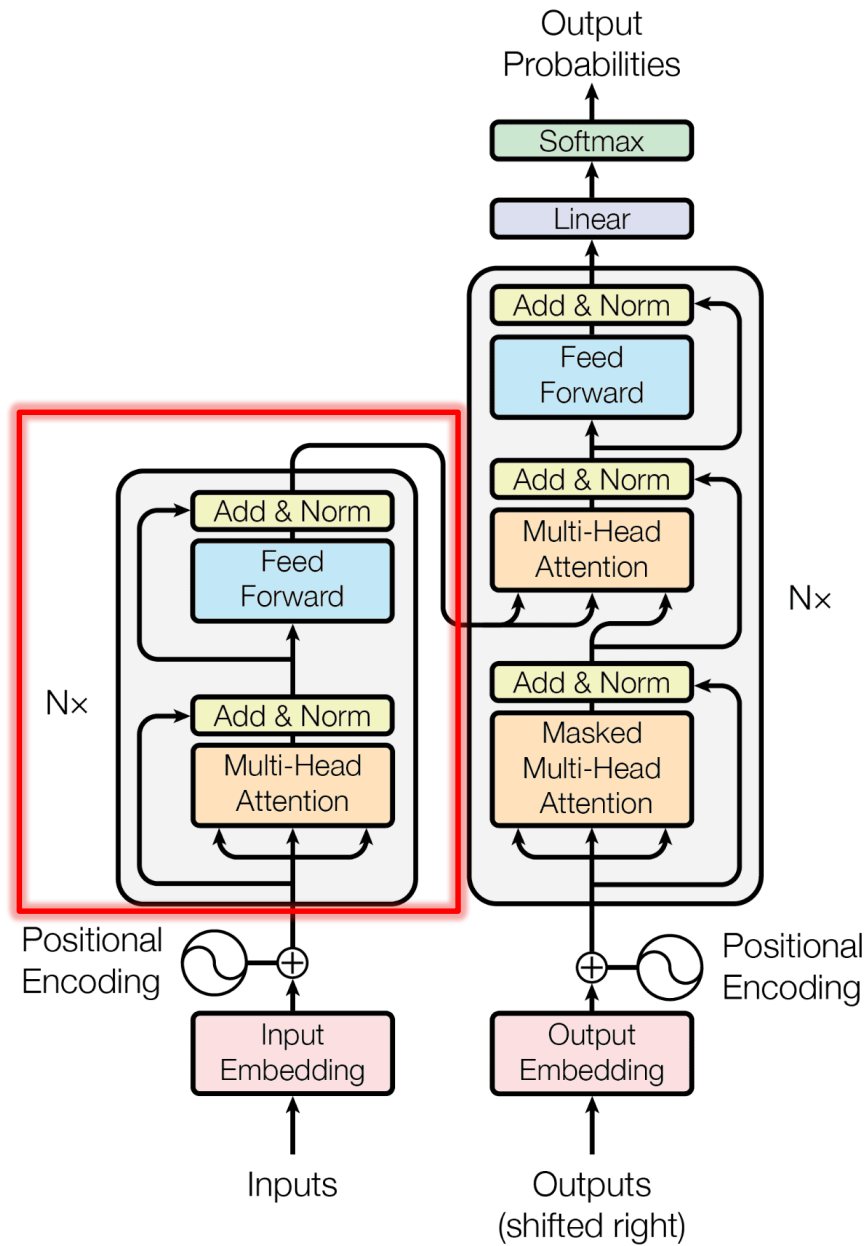 Output
Probabilities
Softmax
Linear
Add & Norm
Feed
Forward
Add & Norm
Multi-Head
Attention
Add & Norm
Masked
Multi-Head
Attention
N×
Add & Norm
Feed
Forward
Add & Norm
Multi-Head
Attention
N×
Positional
Encoding
Positional
Encoding
Input
Embedding
Output
Embedding
Inputs
Outputs
(shifted right)